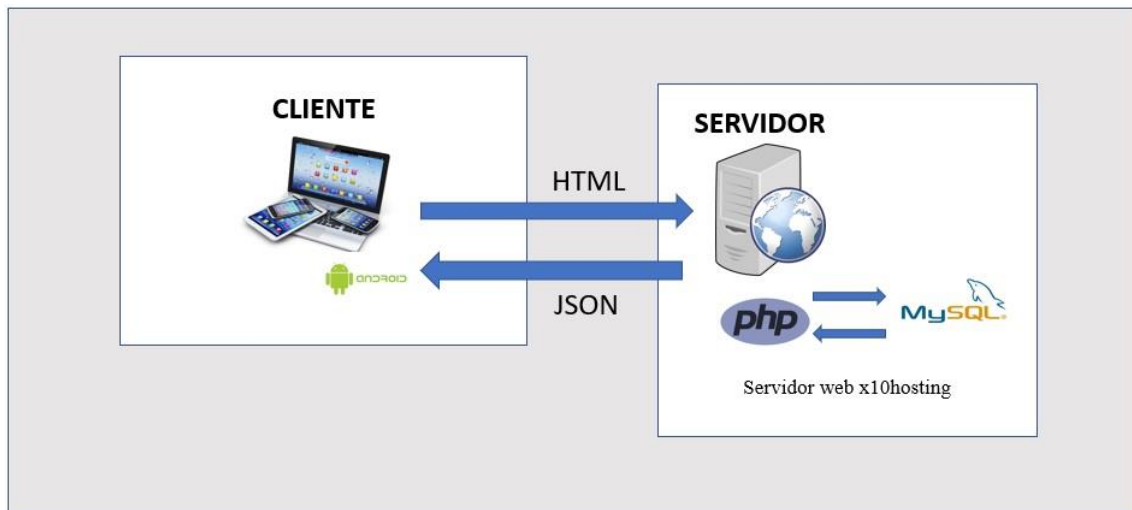 CLIENTE
SERVIDOR
HTML
ANDROID
JSON
php
MySQL
Servidor web x10hosting